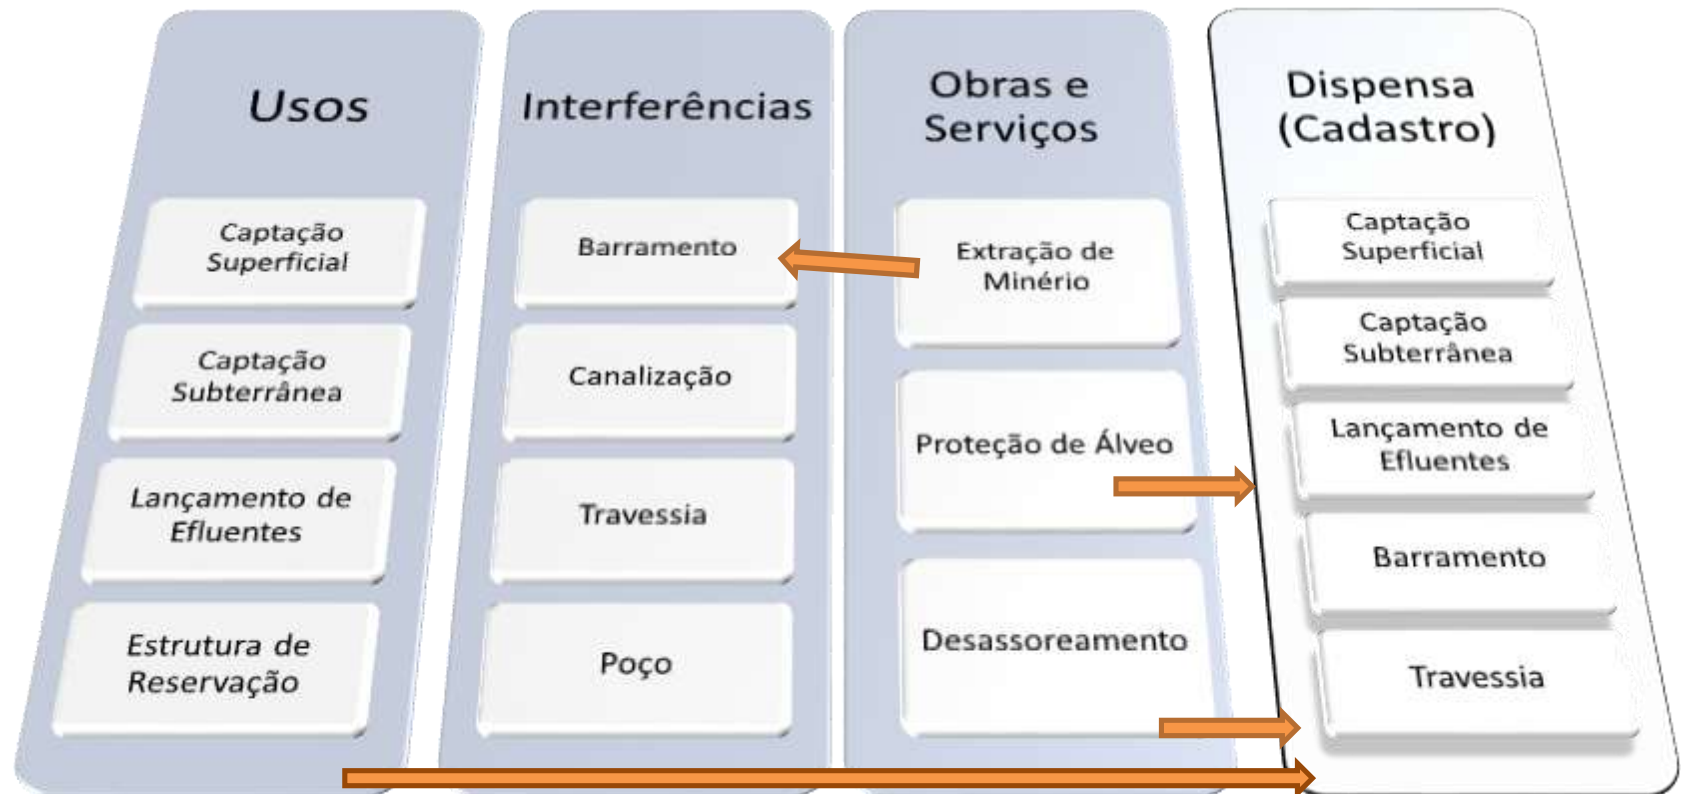 Usos
Captação
Superficial
Captação
Subterrânea
Lançamento de
Efluentes
Estrutura de
Reservação
Interferências
Barramento
Canalização
Travessia
Poço
Obras e
Serviços
Extração de
Minério
Proteção de Álveo
Desassoreamento
Dispensa
(Cadastro)
Captação
Superficial
Captação
Subterrânea
Lançamento de
Efluentes
Barramento
Travessia